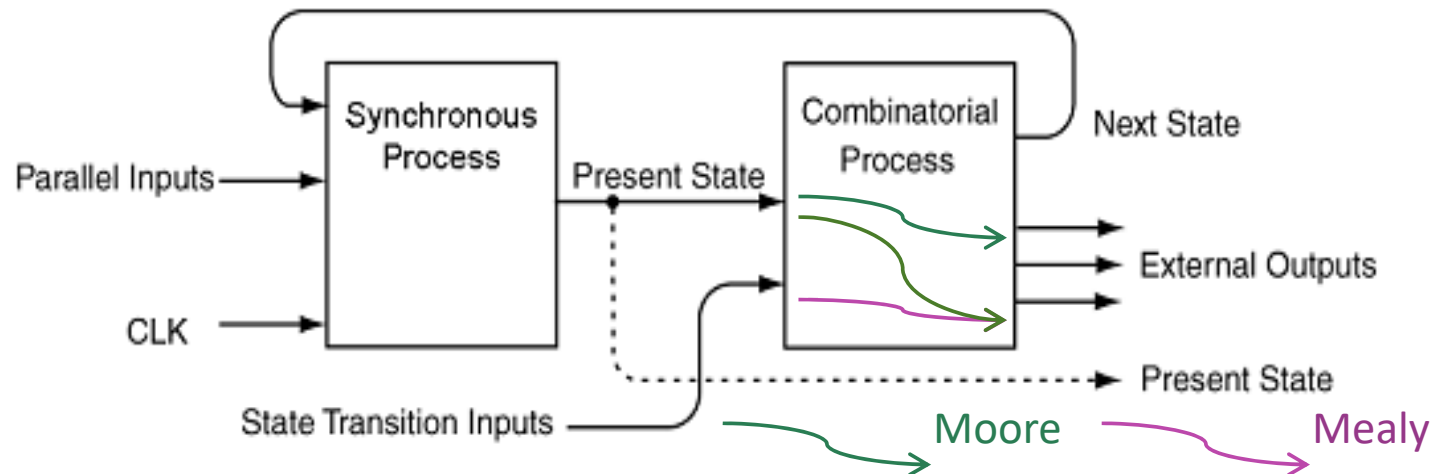 Synchronous
Process
Combinatorial
Process
Next State
Parallel Inputs
Present State
External Outputs
CLK
Present State
State Transition Inputs
Moore
Mealy